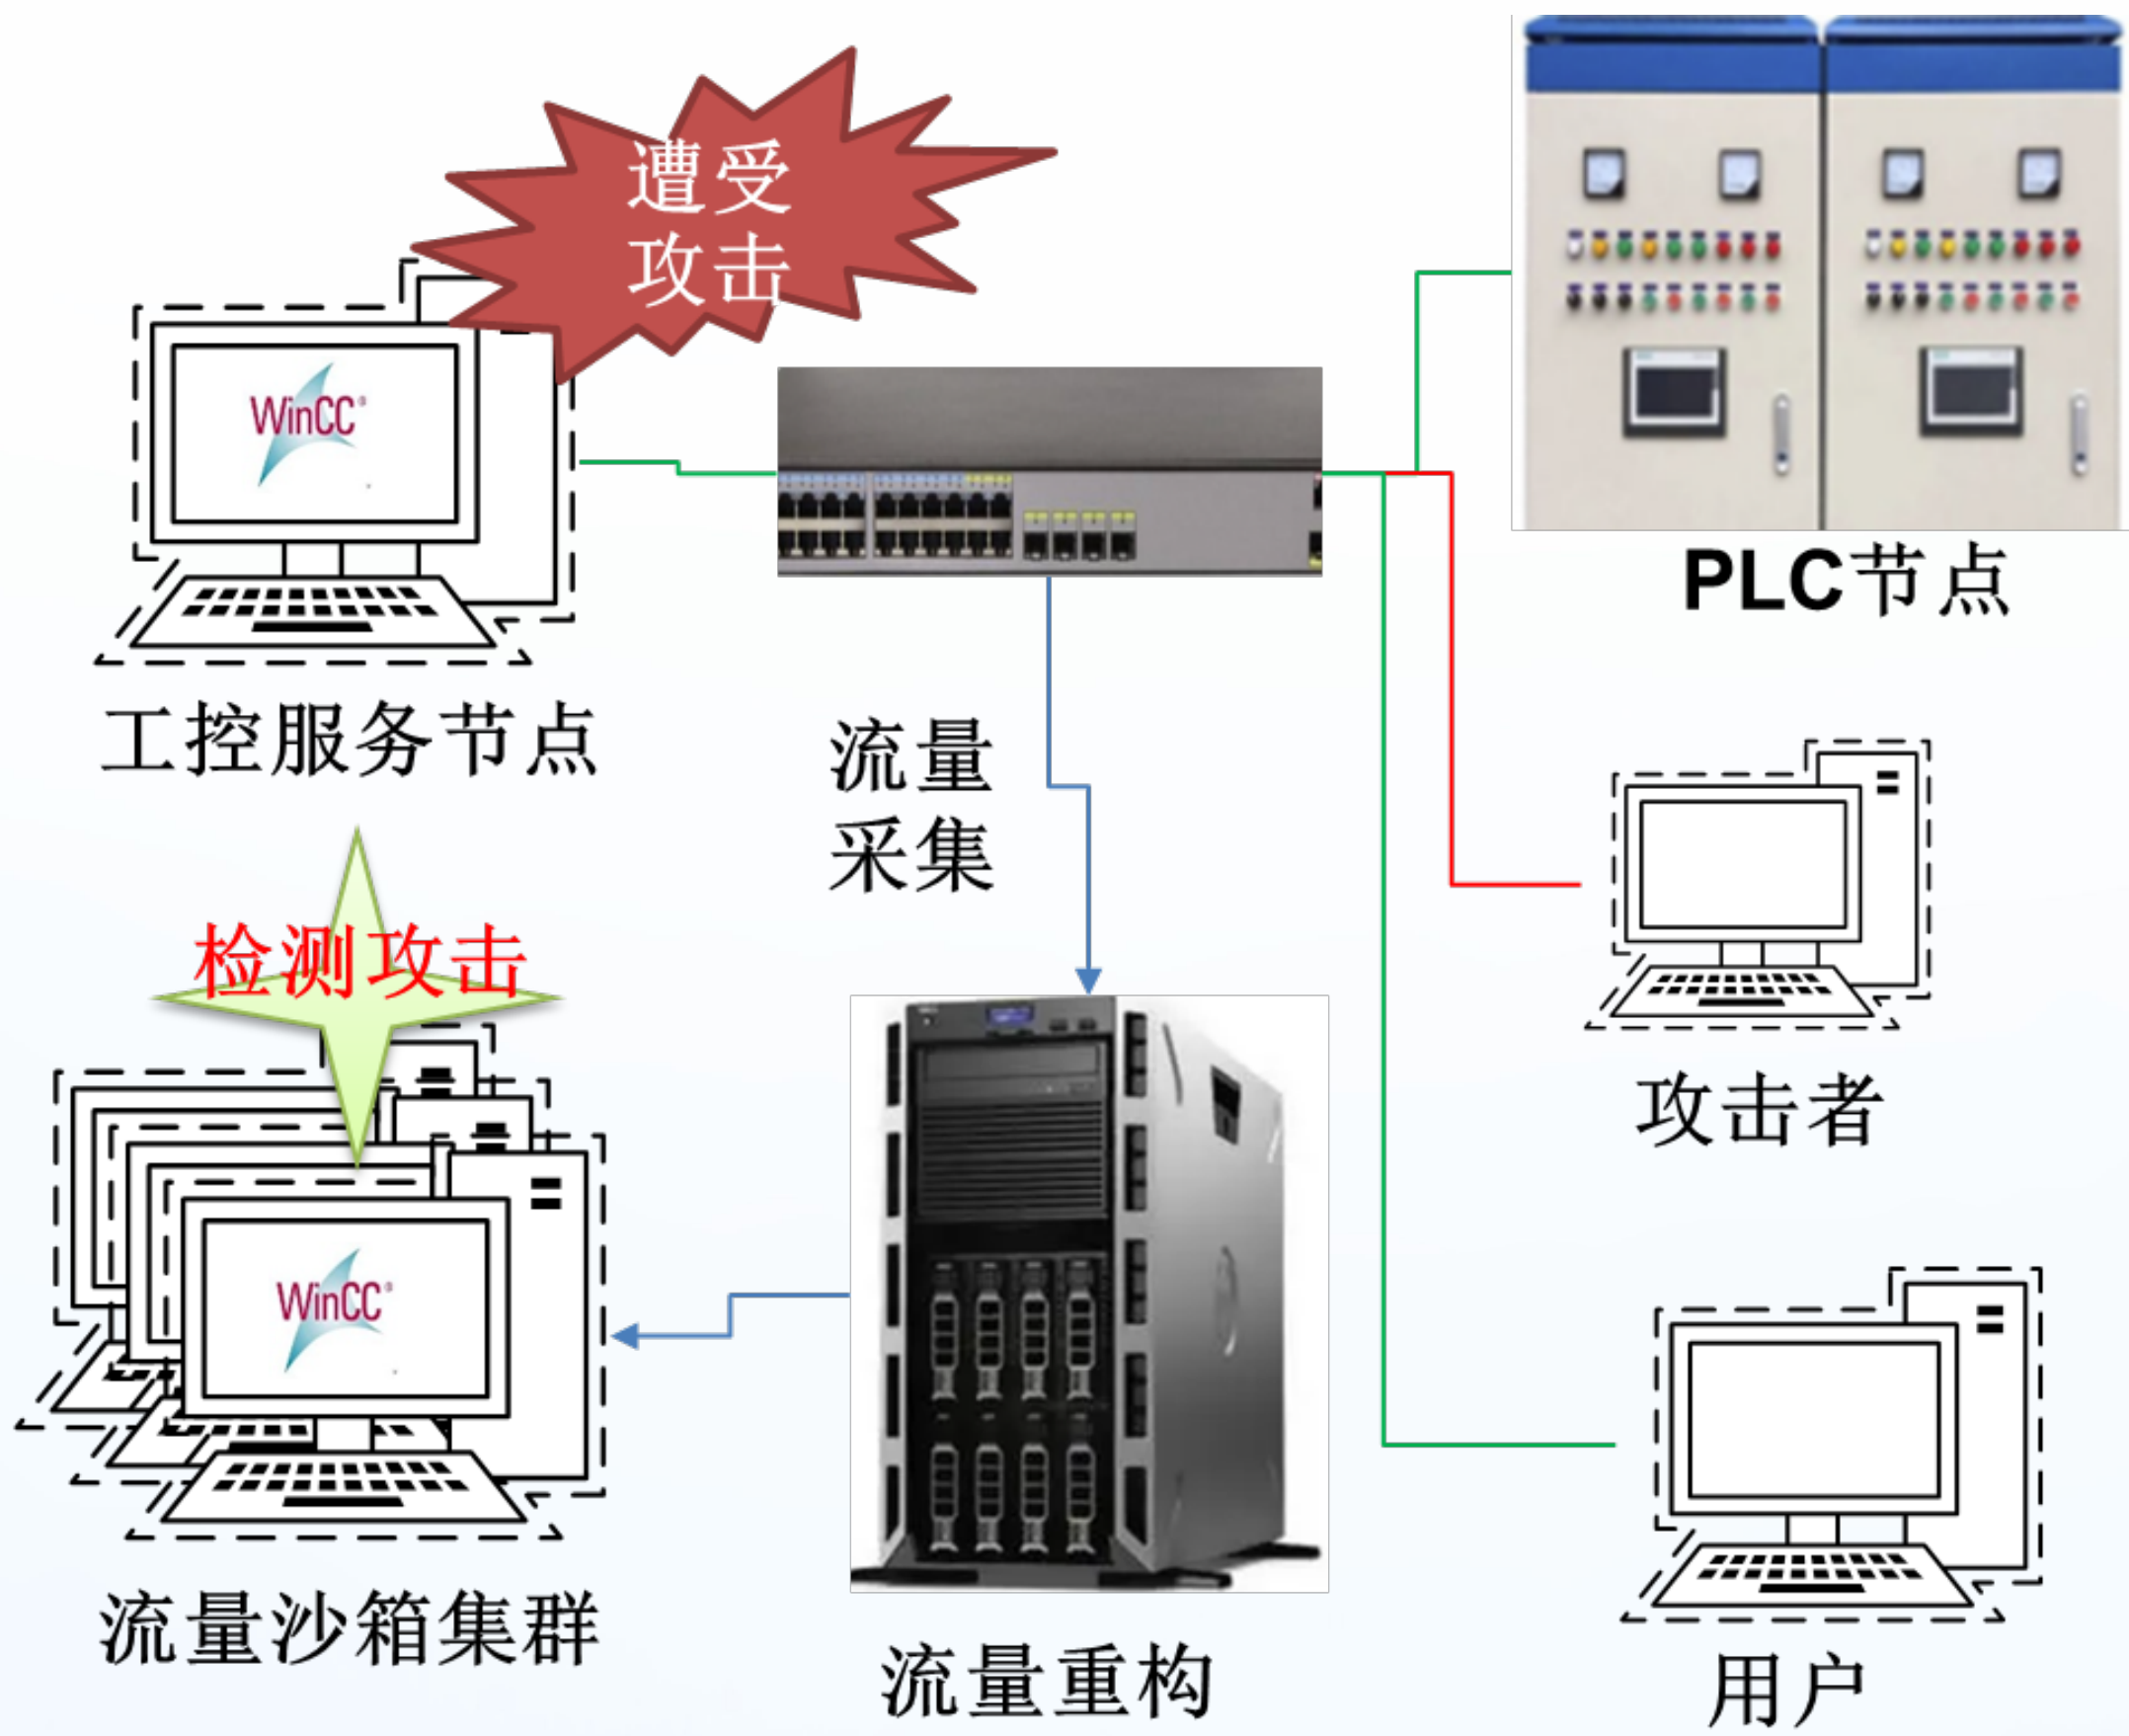 遭受
攻击
WinCC®
PLC节点
工控服务节点
流量
采集
检测攻击
攻击者
WinCC®
流量沙箱集群
流量重构
用户